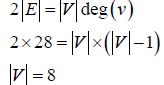 2|E| = |V| deg(v)
2×28 = |V|×(|V|−1)
|V| = 8